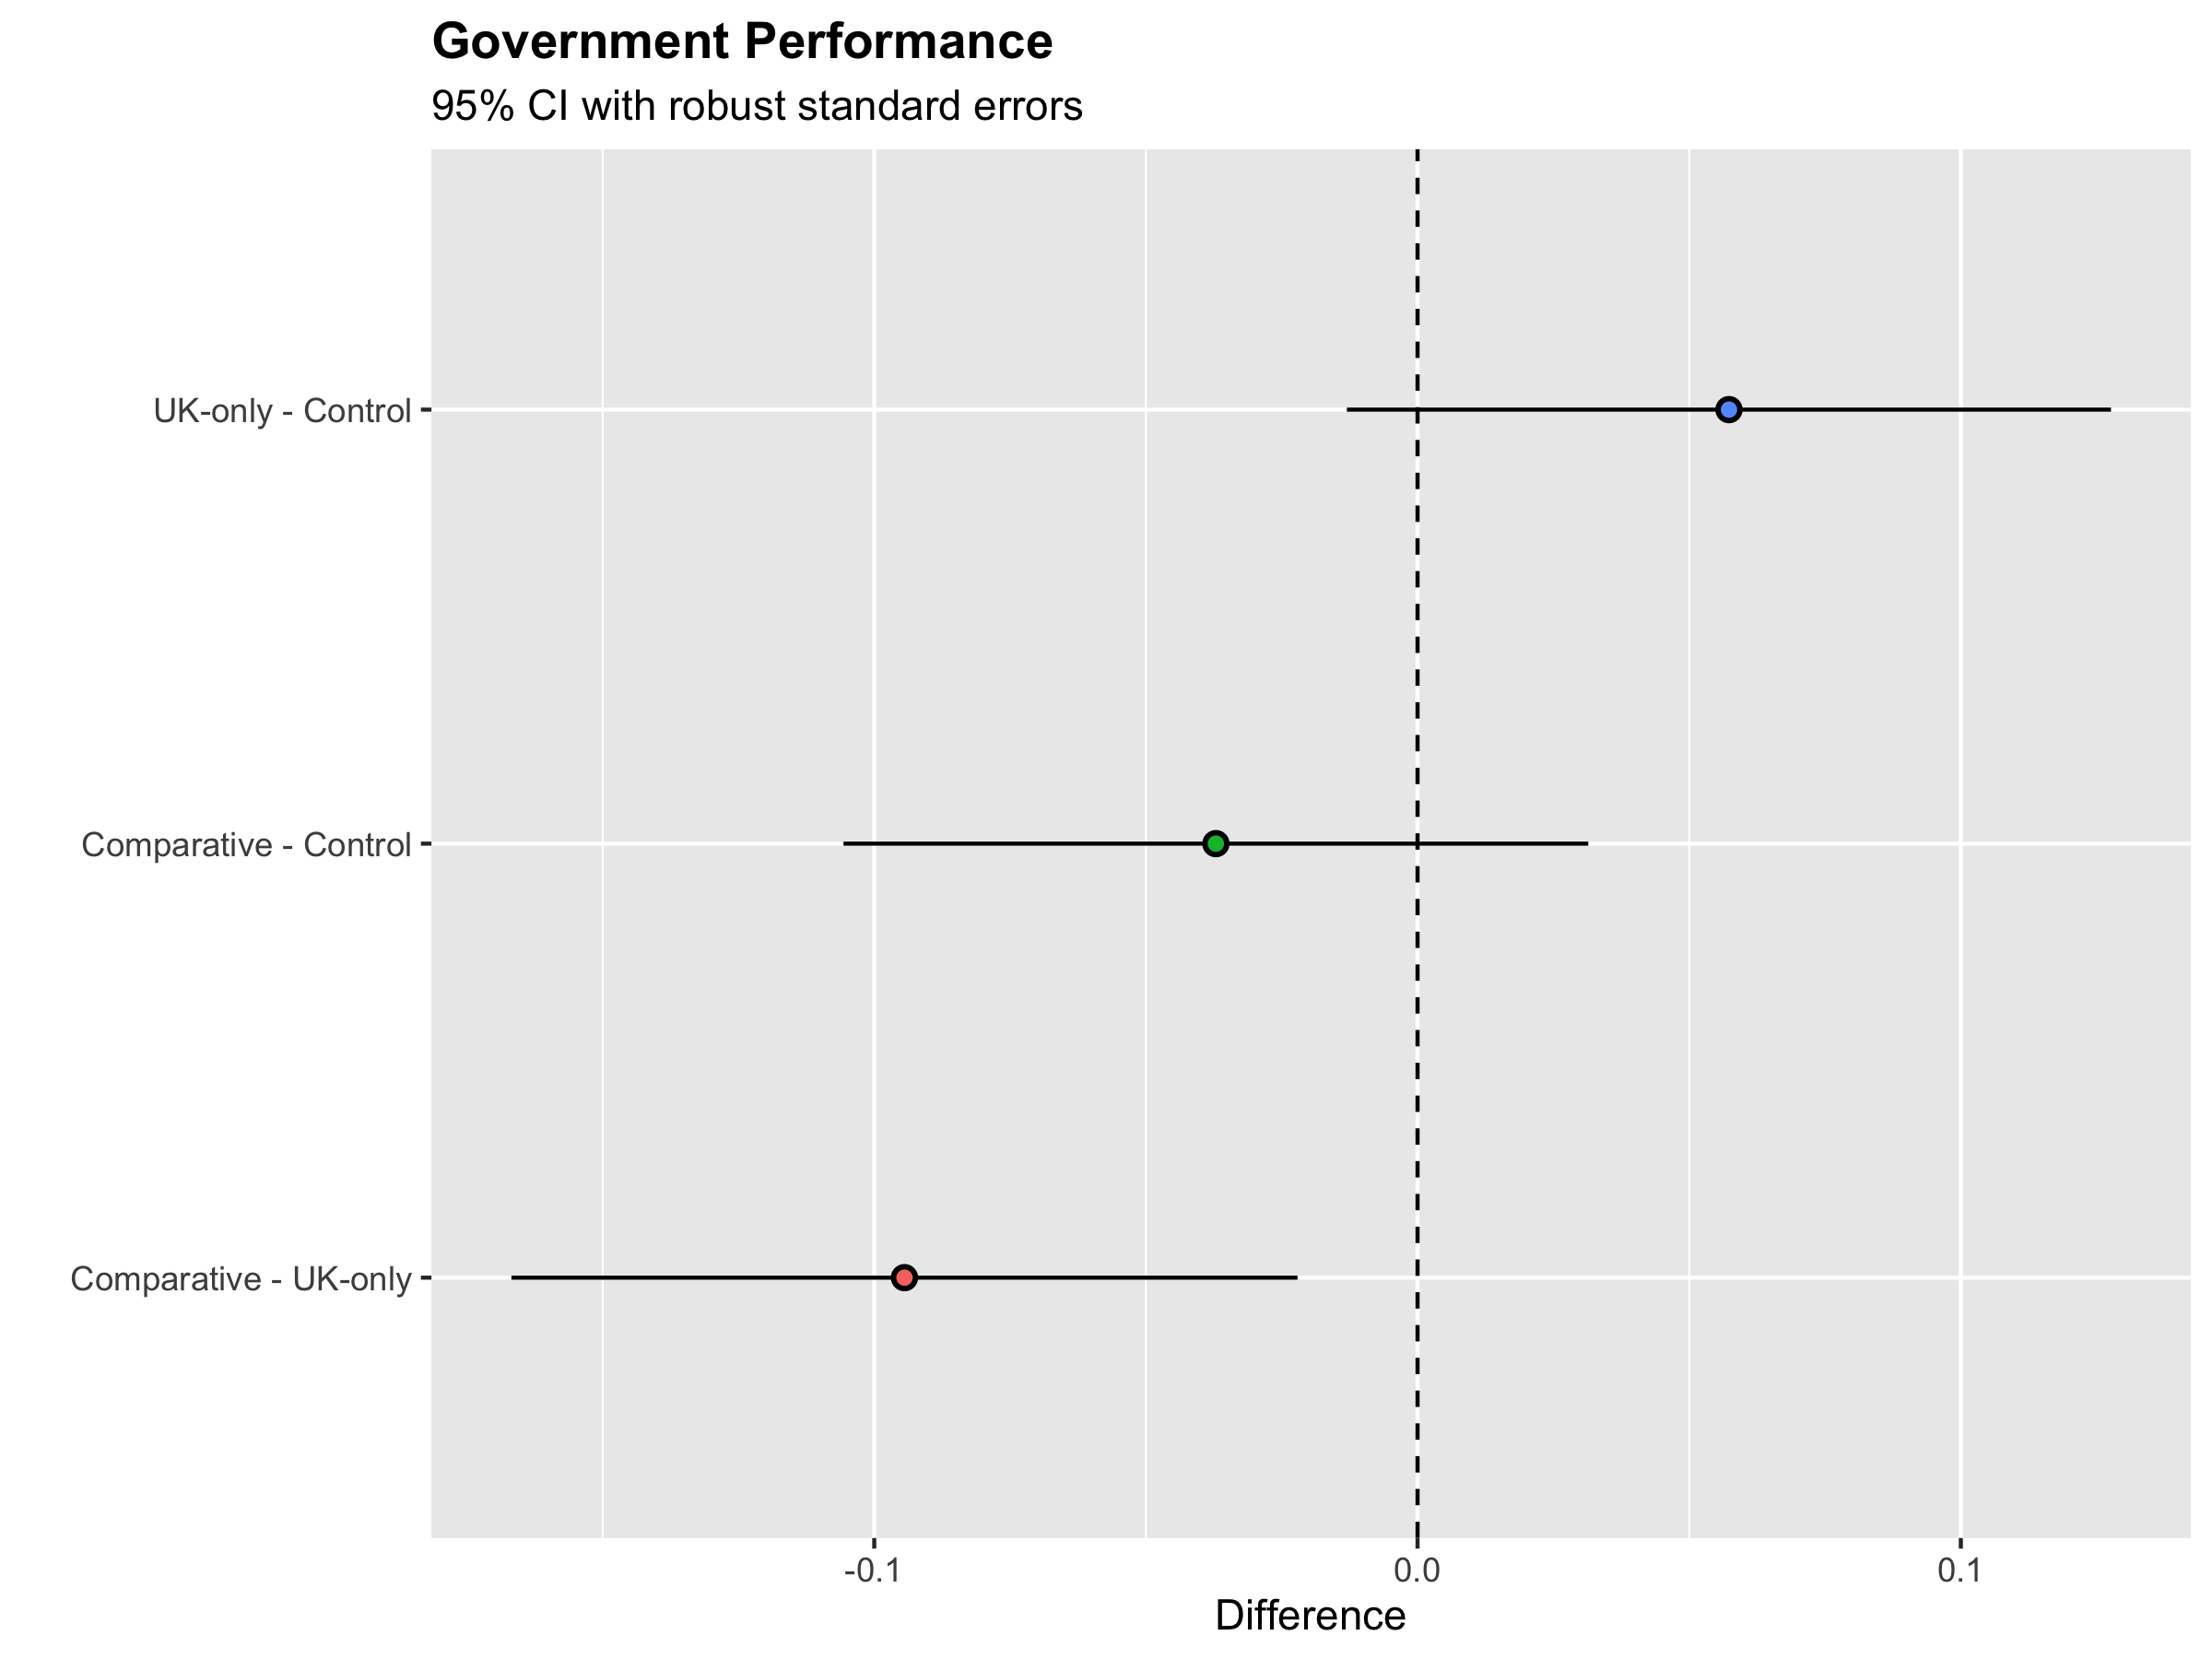 Government Performance
95% CI with robust standard errors
UK-only - Control
Comparative - Control
Comparative - UK-only
-0.1
0.0
0.1
Difference